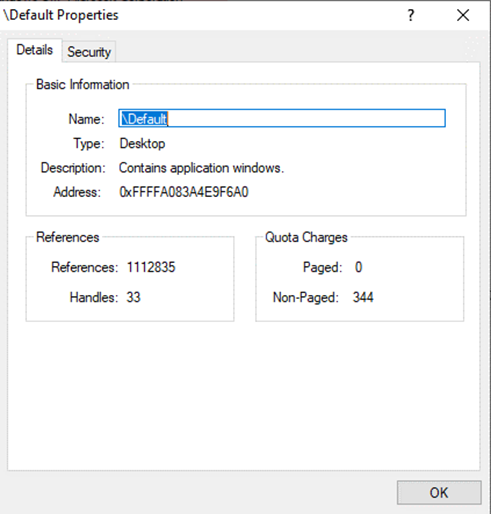 \Default Properties
Details
Security
Basic Information
Name: \Default
Type: Desktop
Description: Contains application windows.
Address: 0xFFFFA083A4E9F6A0
References
References: 1112835
Handles: 33
Quota Charges
Paged: 0
Non-Paged: 344
OK